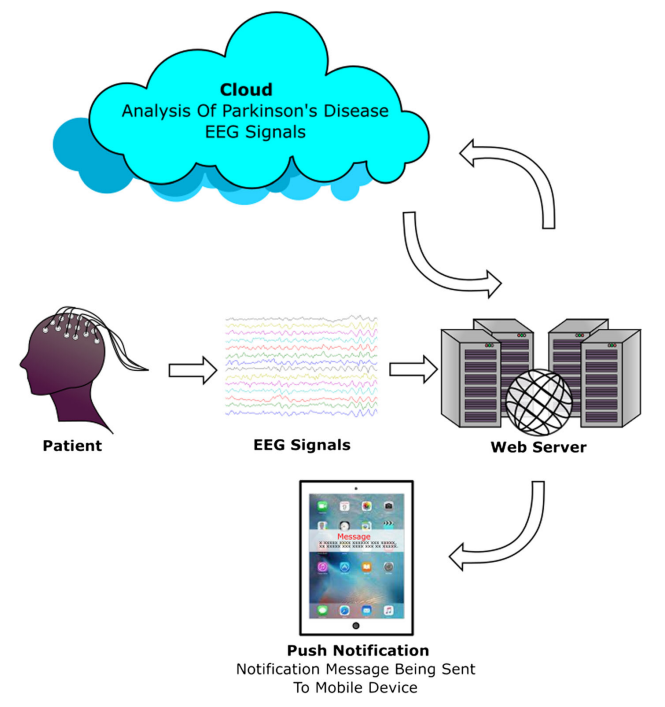 Cloud
Analysis Of Parkinson's Disease
EEG Signals
Patient
EEG Signals
Web Server
Message
Push Notification
Notification Message Being Sent
To Mobile Device